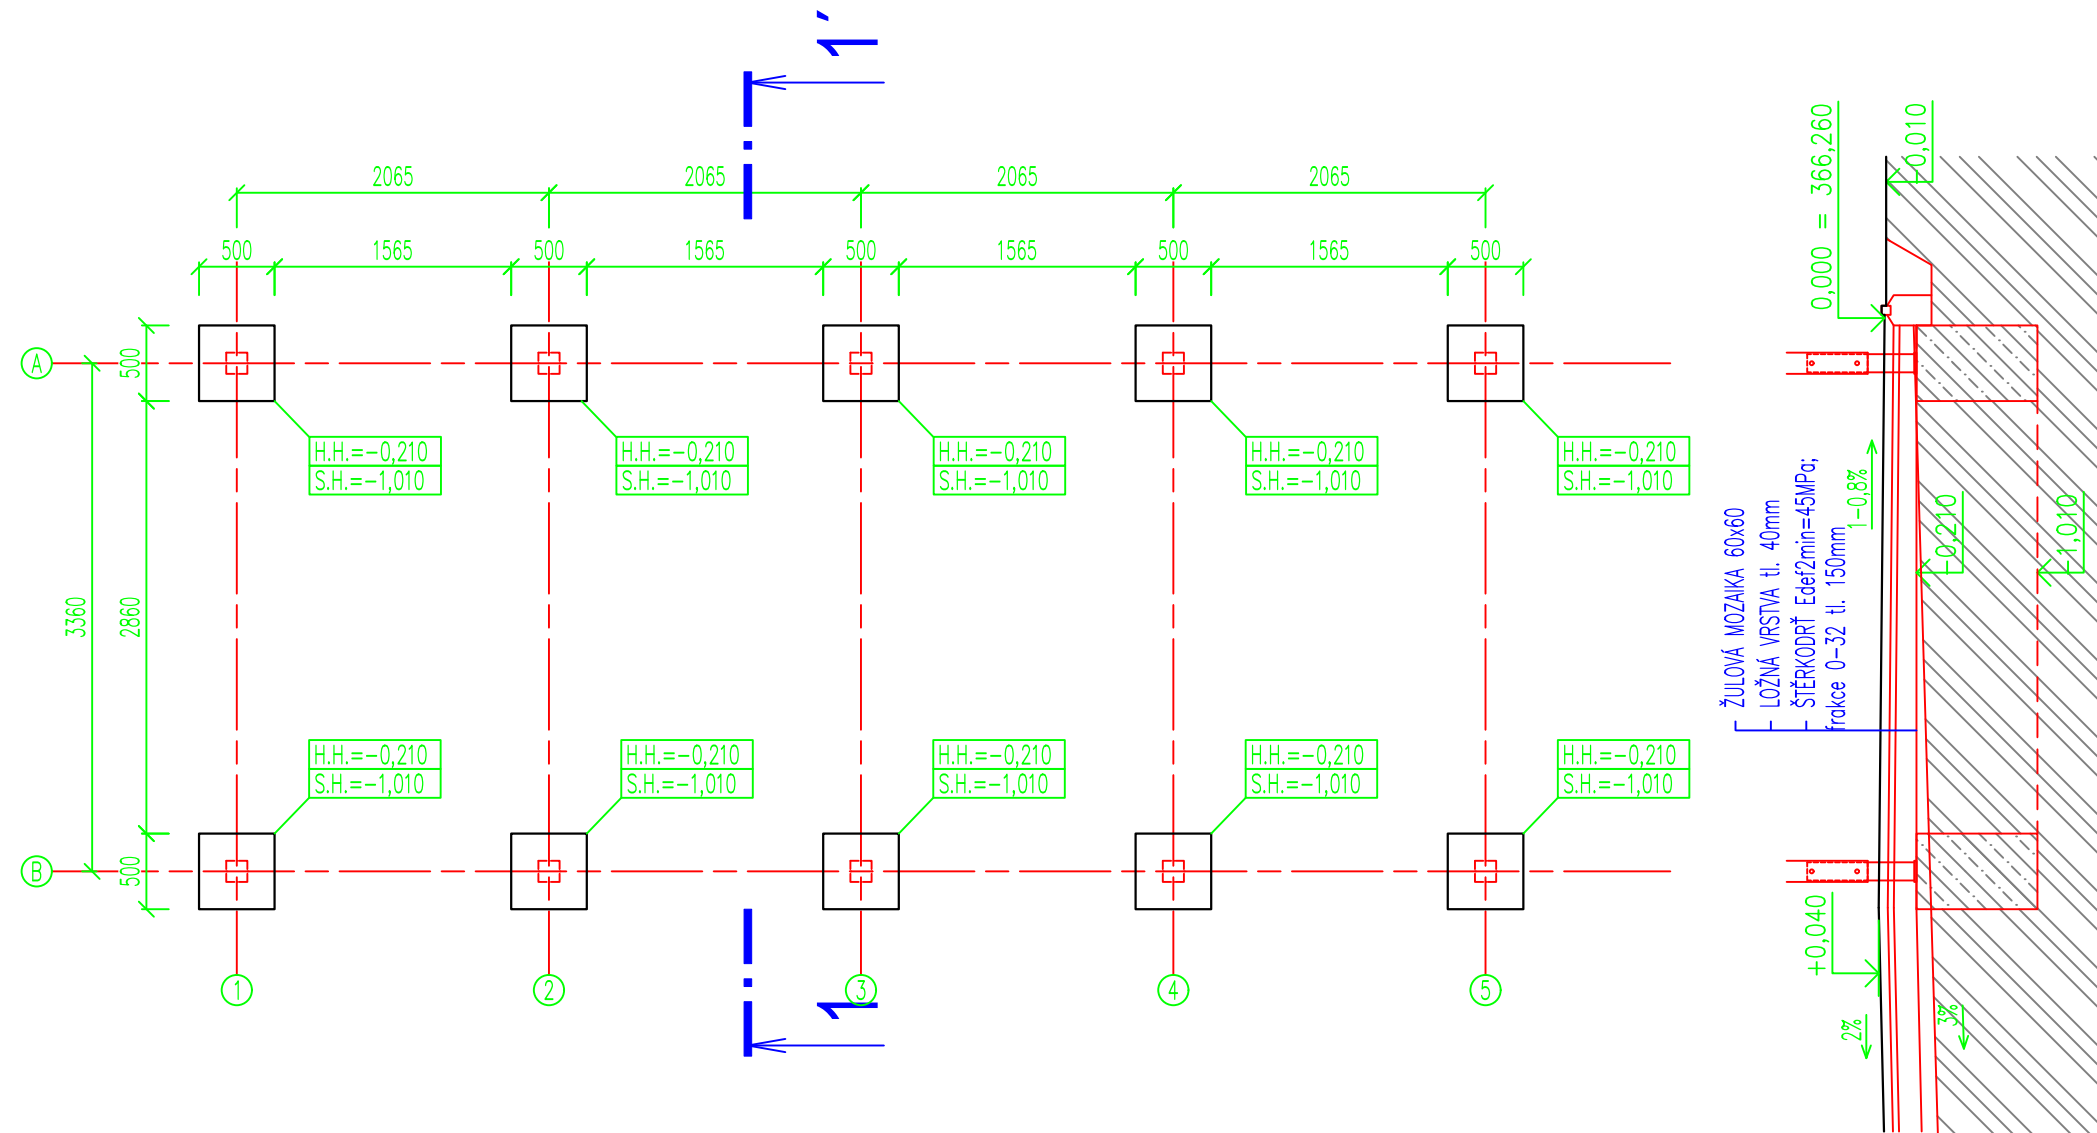 1'
2065 2065 2065 2065
500 1565 500 1565 500 1565 500 1565 500
A
500
H.H.=-0,210 H.H.=-0,210 H.H.=-0,210 H.H.=-0,210 H.H.=-0,210
S.H.=-1,010 S.H.=-1,010 S.H.=-1,010 S.H.=-1,010 S.H.=-1,010
3360
2860
H.H.=-0,210 H.H.=-0,210 H.H.=-0,210 H.H.=-0,210 H.H.=-0,210
S.H.=-1,010 S.H.=-1,010 S.H.=-1,010 S.H.=-1,010 S.H.=-1,010
B
500
1 2 3 4 5
1
0,000 = 366,260
-0,010
1-0,8%
-0,210
-1,010
ŽULOVÁ MOZAIKA 60x60
LOŽNÁ VRSTVA tl. 40mm
ŠTĚRKODRŤ Edef2min=45MPa;
frakce 0-32 tl. 150mm
+0,040
2%
3%